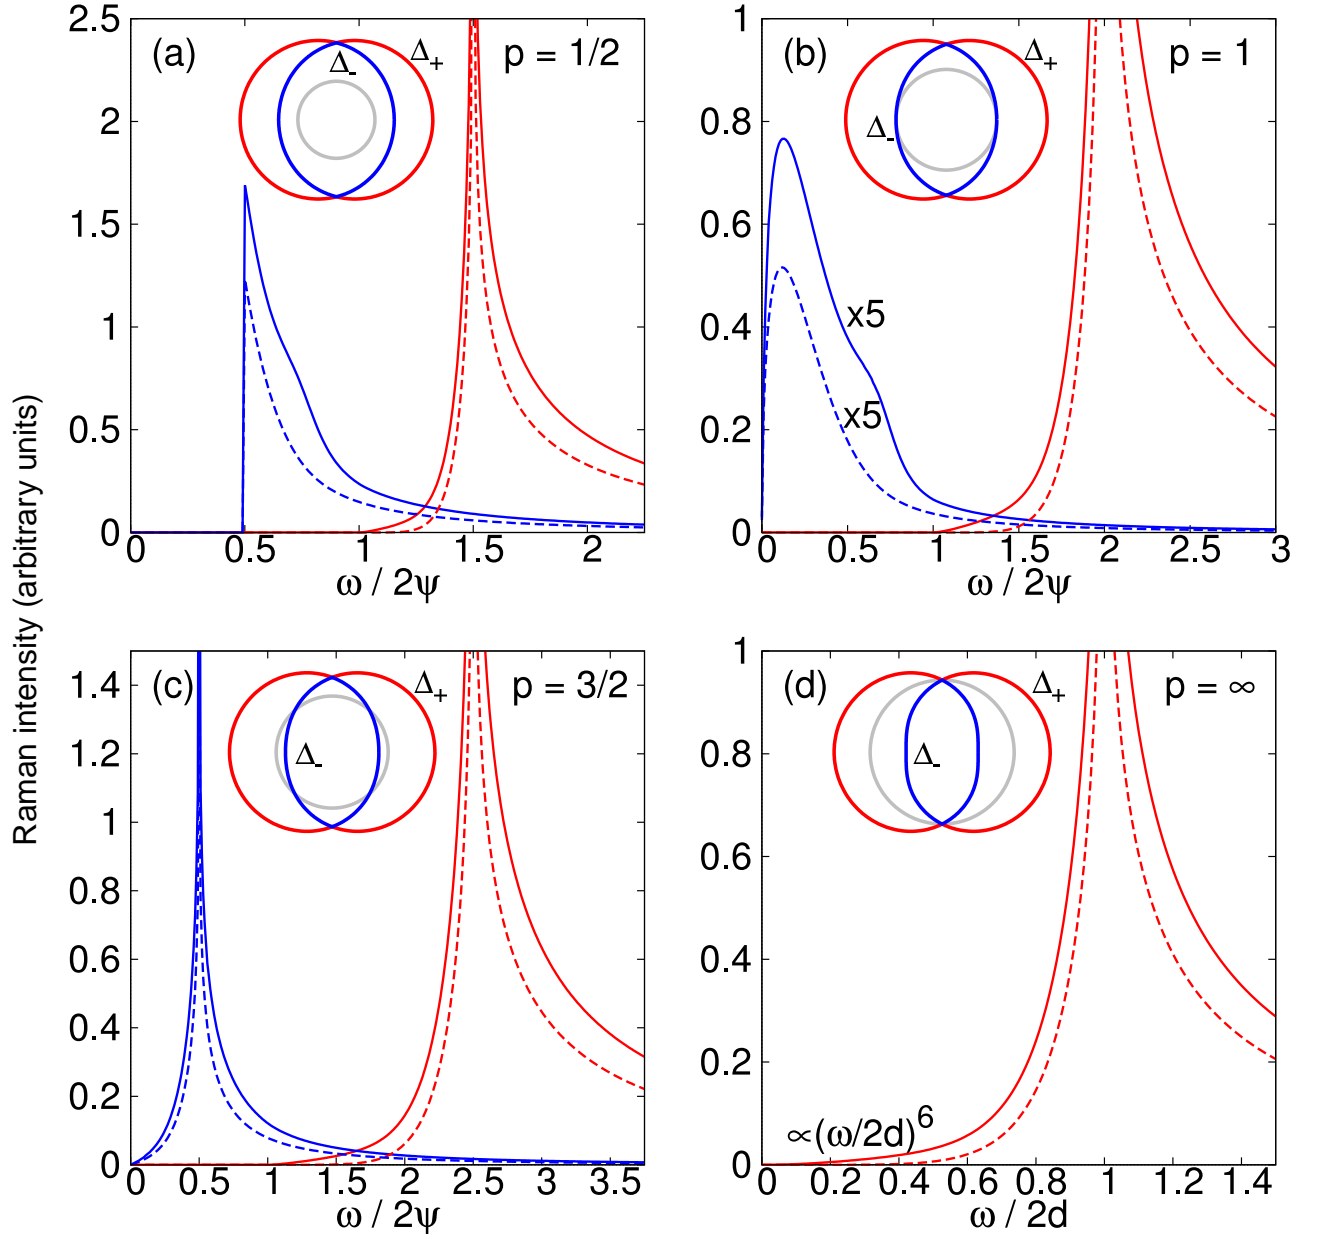 Raman intensity (arbitrary units)
(a)
p = 1/2
Δ-
Δ+
2.5
2
1.5
1
0.5
0
0 0.5 1 1.5 2
ω / 2ψ
(b)
p = 1
Δ-
Δ+
x5
x5
1
0.8
0.6
0.4
0.2
0
0 0.5 1 1.5 2 2.5 3
ω / 2ψ
(c)
p = 3/2
Δ-
Δ+
1.4
1.2
1
0.8
0.6
0.4
0.2
0
0 0.5 1 1.5 2 2.5 3 3.5
ω / 2ψ
(d)
p = ∞
Δ-
Δ+
∝(ω/2d)^6
1
0.8
0.6
0.4
0.2
0
0 0.2 0.4 0.6 0.8 1 1.2 1.4
ω / 2d